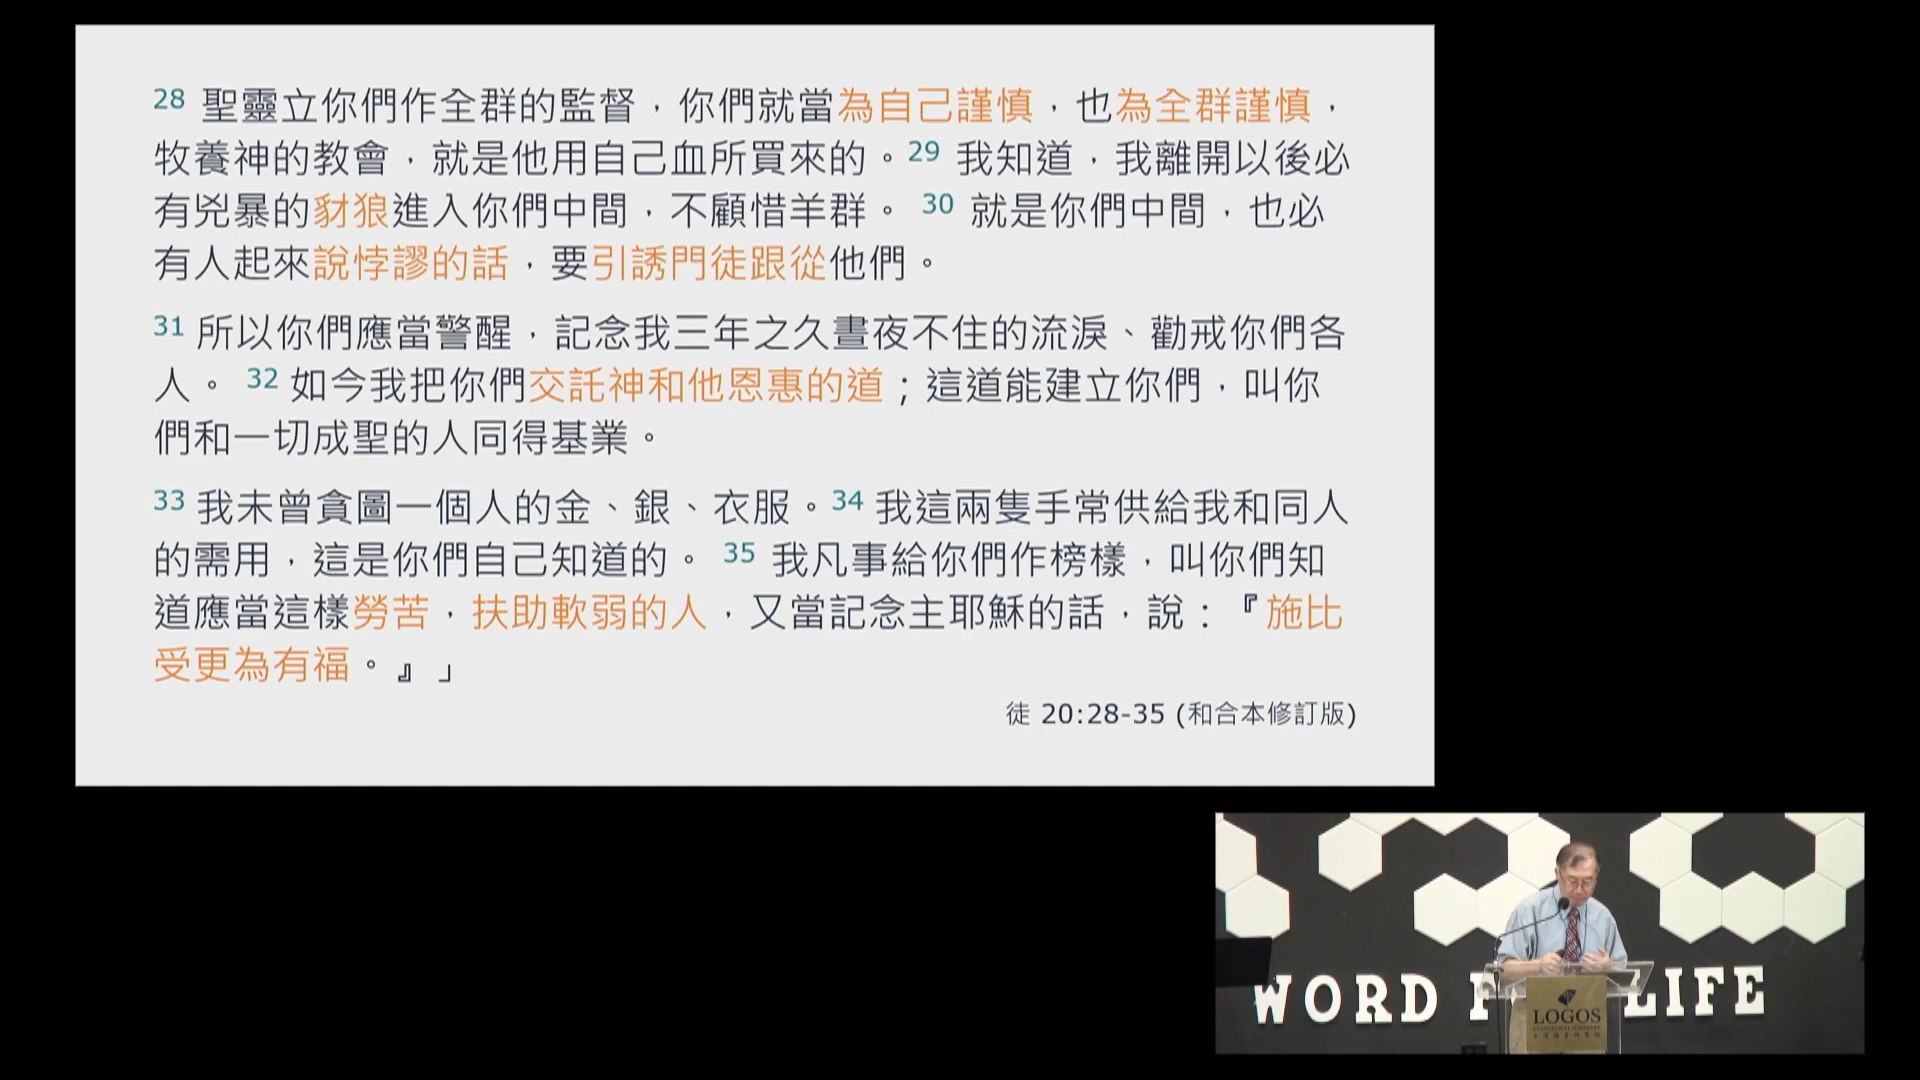 28 聖靈立你們作全群的監督，你們就當為自己謹慎，也為全群謹慎，
牧養神的教會，就是他用自己血所買來的。29 我知道，我離開以後必
有兇暴的豺狼進入你們中間，不顧惜羊群。 30 就是你們中間，也必
有人起來說悖謬的話，要引誘門徒跟從他們。
31 所以你們應當警醒，記念我三年之久晝夜不住的流淚、勸戒你們各
人。 32 如今我把你們交託神和他恩惠的道；這道能建立你們，叫你
們和一切成聖的人同得基業。
33 我未曾貪圖一個人的金、銀、衣服。34 我這兩隻手常供給我和同人
的需用，這是你們自己知道的。 35 我凡事給你們作榜樣，叫你們知
道應當這樣勞苦，扶助軟弱的人，又當記念主耶穌的話，說：『施比
受更為有福。』」
徒 20:28-35 (和合本修訂版)
WORD F LIFE
LOGOS
EVANGELICAL SEMINARY